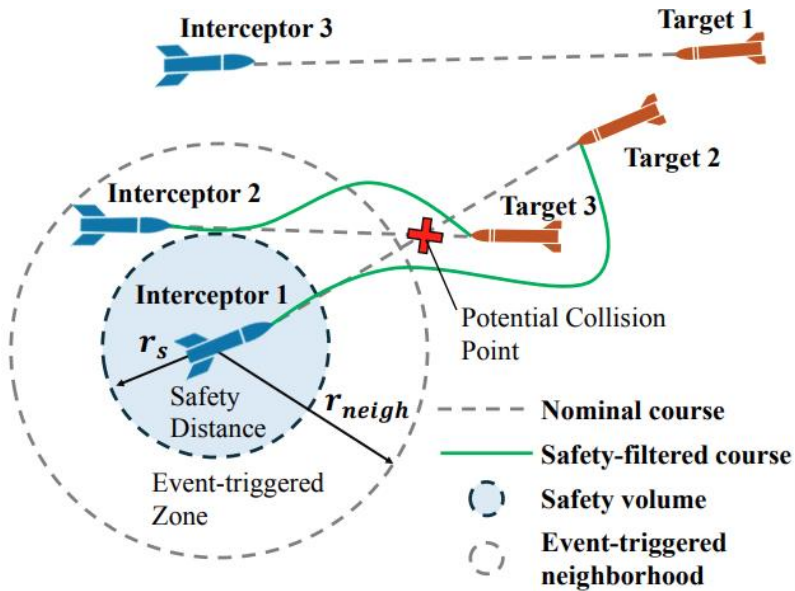 Interceptor 3
Target 1
Target 2
Interceptor 2
Target 3
Interceptor 1
Potential Collision
Point
r_s
r_neigh
Safety
Distance
Event-triggered
Zone
Nominal course
Safety-filtered course
Safety volume
Event-triggered
neighborhood